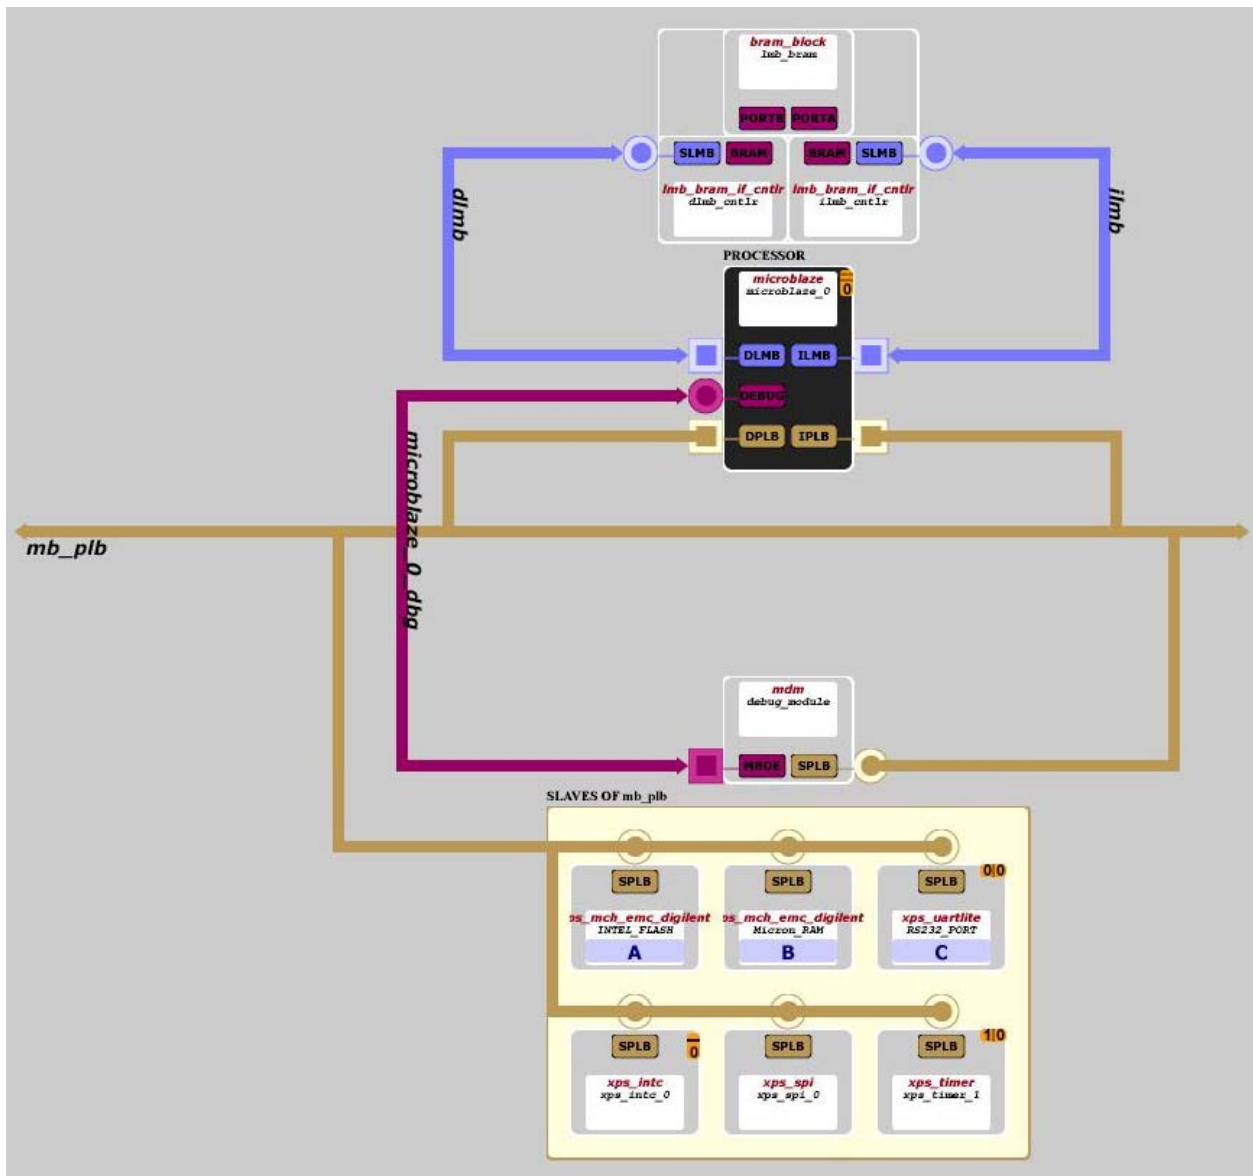 bram_block
lmb_bram
PORTB PORTA
SLMB BRAM BRAM SLMB
lmb_bram_if_cntlr lmb_bram_if_cntlr
dlmb_cntlr ilmb_cntlr
dlmb
ilmb
PROCESSOR
microblaze
microblaze_0
0
DLMB ILMB
DEBUG
DPLB IPLB
microblaze_0_dbg
mb_plb
mdm
debug_module
MBDE SPLB
SLAVES OF mb_plb
0 0
SPLB SPLB SPLB
ps_mch_emc_digilent ps_mch_emc_digilent xps_uartlite
INTEL_FLASH Micron_RAM RS232_PORT
A B C
0 1 0
SPLB SPLB SPLB
xps_intc xps_spi xps_timer
xps_intc_0 xps_spi_0 xps_timer_1